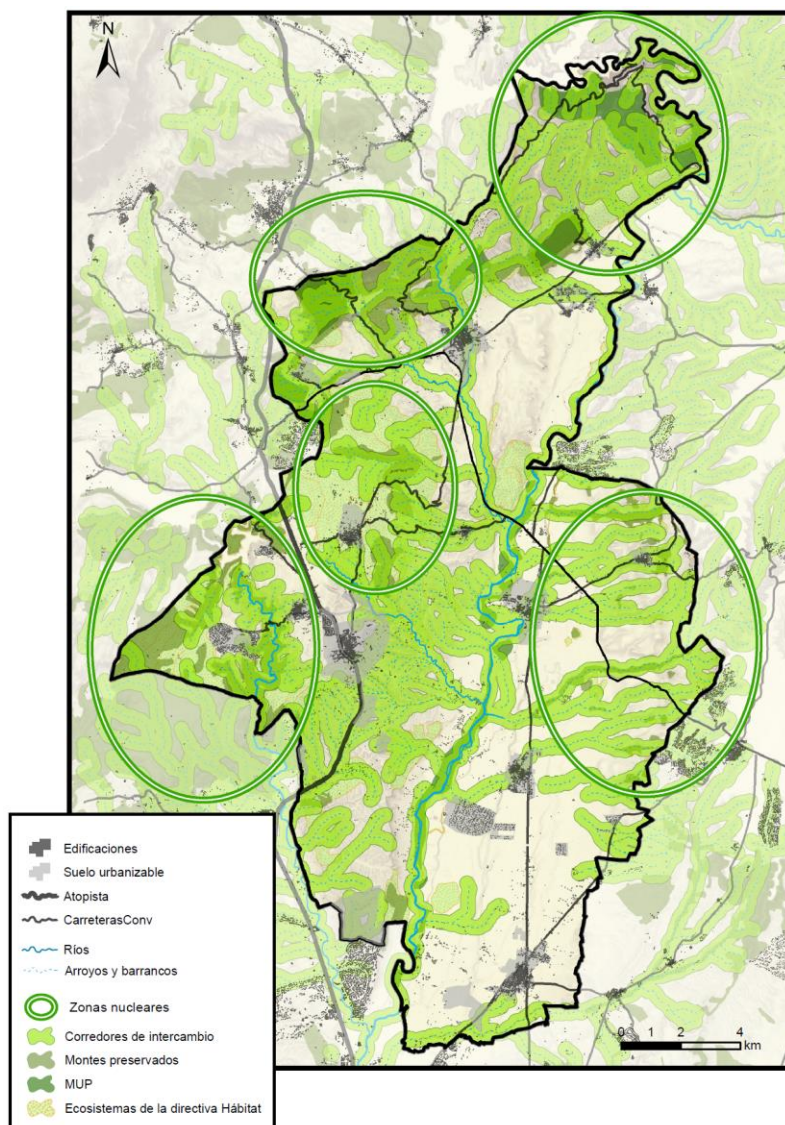 N
Edificaciones
Suelo urbanizable
Atopista
CarreterasConv
Ríos
Arroyos y barrancos
Zonas nucleares
Corredores de intercambio
Montes preservados
MUP
Ecosistemas de la directiva Hábitat
0 1 2 4
km